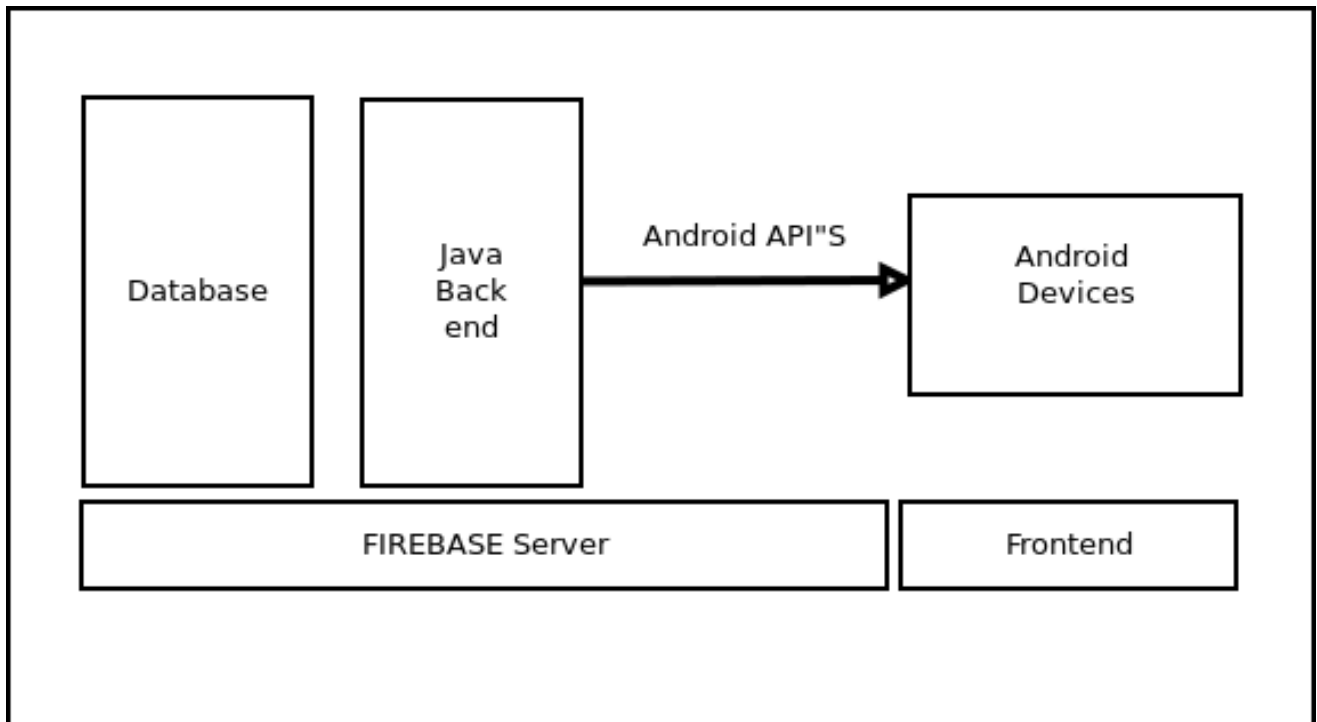 Database
Java
Back
end
Android API"S
Android
Devices
FIREBASE Server
Frontend